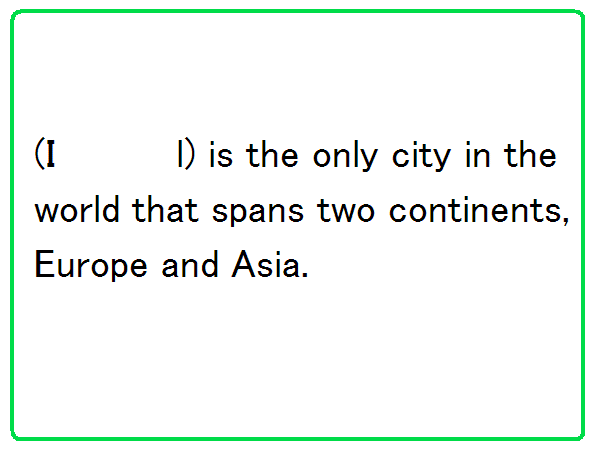 (I          l) is the only city in the
world that spans two continents,
Europe and Asia.